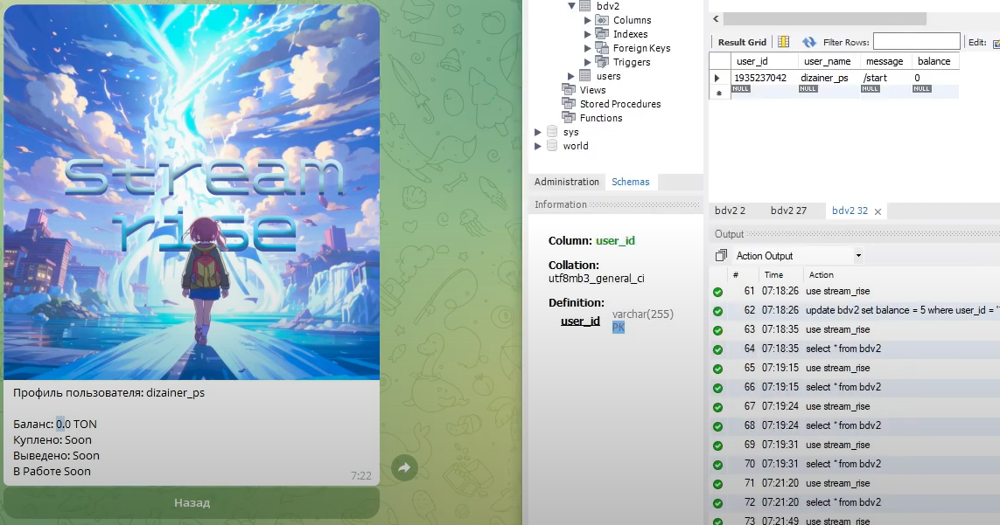 stream
rise
Профиль пользователя: dizainer_ps
Баланс: 0.0 TON
Куплено: Soon
Выведено: Soon
В Работе Soon
7:22
Назад
bdv2
Columns
Indexes
Foreign Keys
Triggers
users
Views
Stored Procedures
Functions
sys
world
Administration Schemas
Information
Column: user_id
Collation:
utf8mb3_general_ci
Definition:
user_id varchar(255)
PK
Result Grid Filter Rows: Edit:
user_id user_name message balance
1935237042 dizainer_ps /start 0
NULL NULL NULL NULL
bdv2 2 bdv2 27 bdv2 32
Output
Action Output
# Time Action
61 07:18:26 use stream_rise
62 07:18:26 update bdv2 set balance = 5 where user_id = '
63 07:18:35 use stream_rise
64 07:18:35 select * from bdv2
65 07:19:15 use stream_rise
66 07:19:15 select * from bdv2
67 07:19:24 use stream_rise
68 07:19:24 select * from bdv2
69 07:19:31 use stream_rise
70 07:19:31 select * from bdv2
71 07:21:20 use stream_rise
72 07:21:20 select * from bdv2
73 07:21:49 use stream_rise